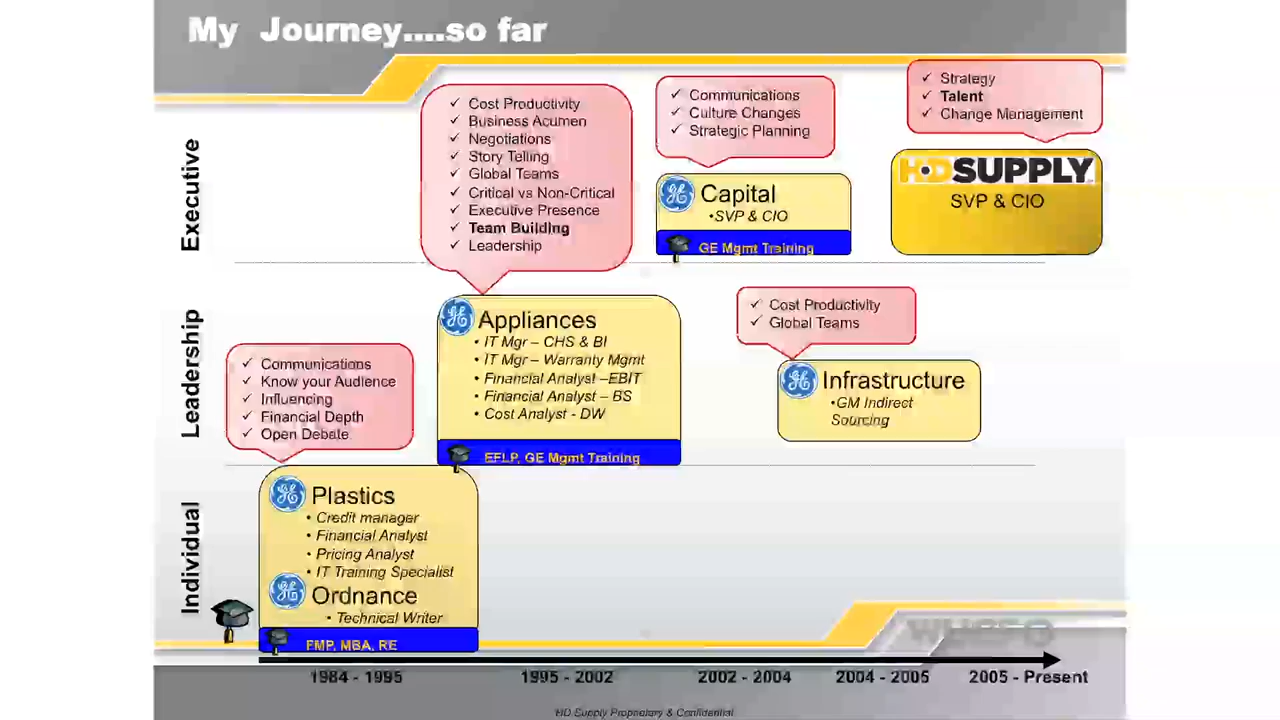 My Journey....so far
Executive
✓ Cost Productivity
✓ Business Acumen
✓ Negotiations
✓ Story Telling
✓ Global Teams
✓ Critical vs Non-Critical
✓ Executive Presence
✓ Team Building
✓ Leadership
✓ Communications
✓ Culture Changes
✓ Strategic Planning
Capital
•SVP & CIO
GE Mgmt Training
✓ Strategy
✓ Talent
✓ Change Management
HD SUPPLY
SVP & CIO
Leadership
✓ Communications
✓ Know your Audience
✓ Influencing
✓ Financial Depth
✓ Open Debate
Appliances
• IT Mgr – CHS & BI
• IT Mgr – Warranty Mgmt
• Financial Analyst –EBIT
• Financial Analyst – BS
• Cost Analyst - DW
EFLP, GE Mgmt Training
✓ Cost Productivity
✓ Global Teams
Infrastructure
•GM Indirect
Sourcing
Individual
Plastics
• Credit manager
• Financial Analyst
• Pricing Analyst
• IT Training Specialist
Ordnance
• Technical Writer
FMP, MBA, RE
1984 - 1995
1995 - 2002
2002 - 2004
2004 - 2005
2005 - Present
HD Supply Proprietary & Confidential